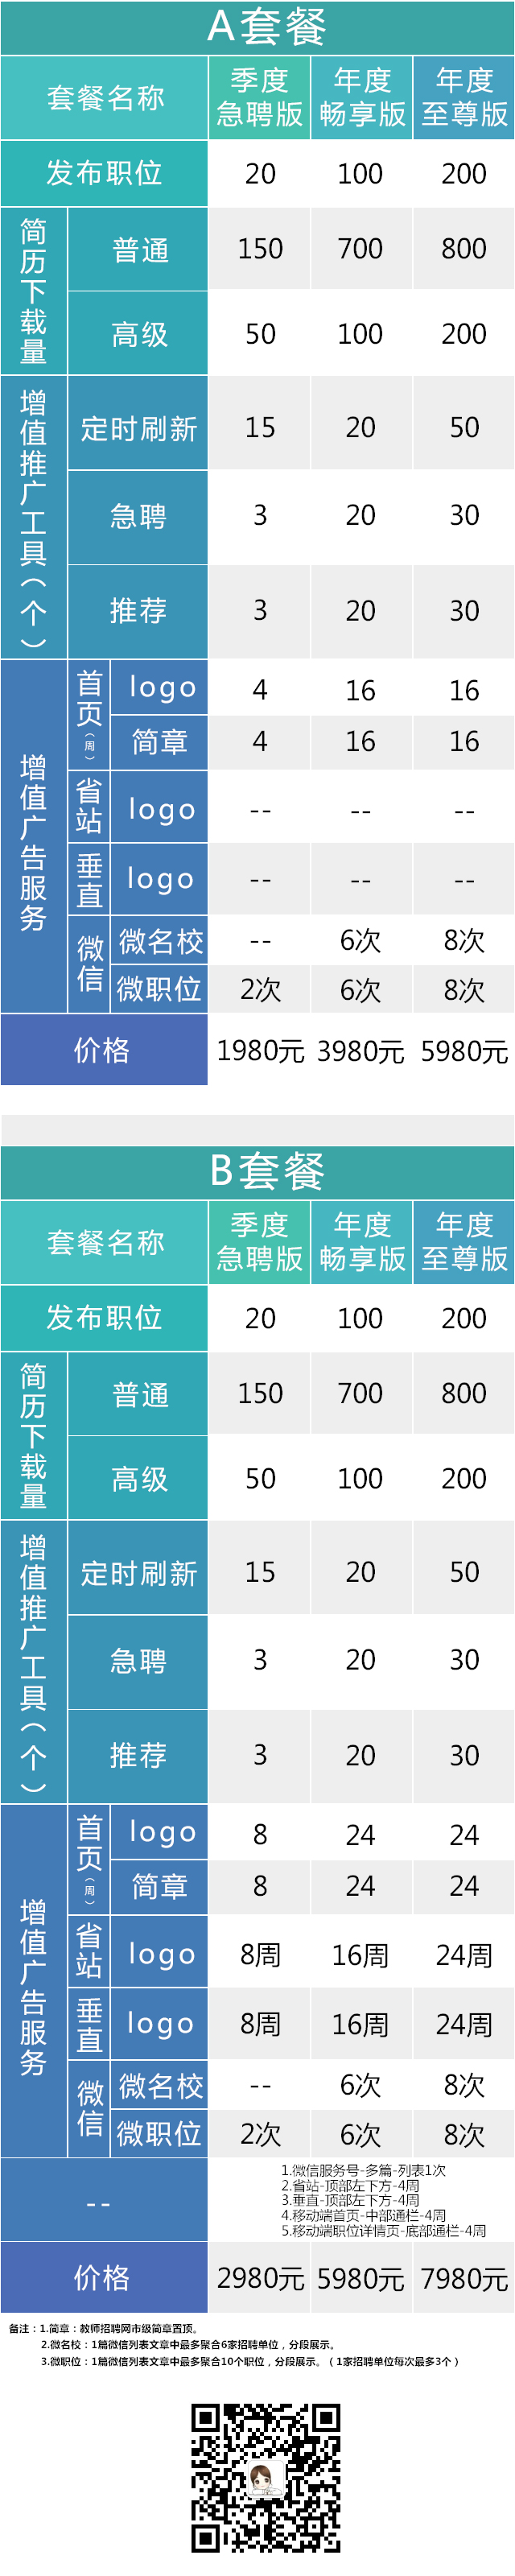 A套餐
套餐名称 季度急聘版 年度畅享版 年度至尊版
发布职位 20 100 200
简历下载量 普通 150 700 800
高级 50 100 200
增值推广工具（个） 定时刷新 15 20 50
急聘 3 20 30
推荐 3 20 30
增值广告服务 首页（周） logo 4 16 16
简章 4 16 16
省站 logo -- -- --
垂直 logo -- -- --
微信 微名校 -- 6次 8次
微职位 2次 6次 8次
价格 1980元 3980元 5980元
B套餐
套餐名称 季度急聘版 年度畅享版 年度至尊版
发布职位 20 100 200
简历下载量 普通 150 700 800
高级 50 100 200
增值推广工具（个） 定时刷新 15 20 50
急聘 3 20 30
推荐 3 20 30
增值广告服务 首页（周） logo 8 24 24
简章 8 24 24
省站 logo 8周 16周 24周
垂直 logo 8周 16周 24周
微信 微名校 -- 6次 8次
微职位 2次 6次 8次
--
1.微信服务号-多篇-列表1次
2.省站-顶部左下方-4周
3.垂直-顶部左下方-4周
4.移动端首页-中部通栏-4周
5.移动端职位详情页-底部通栏-4周
价格 2980元 5980元 7980元
备注：1.简章：教师招聘网市级简章置顶。
2.微名校：1篇微信列表文章中最多聚合6家招聘单位，分段展示。
3.微职位：1篇微信列表文章中最多聚合10个职位，分段展示。（1家招聘单位每次最多3个）